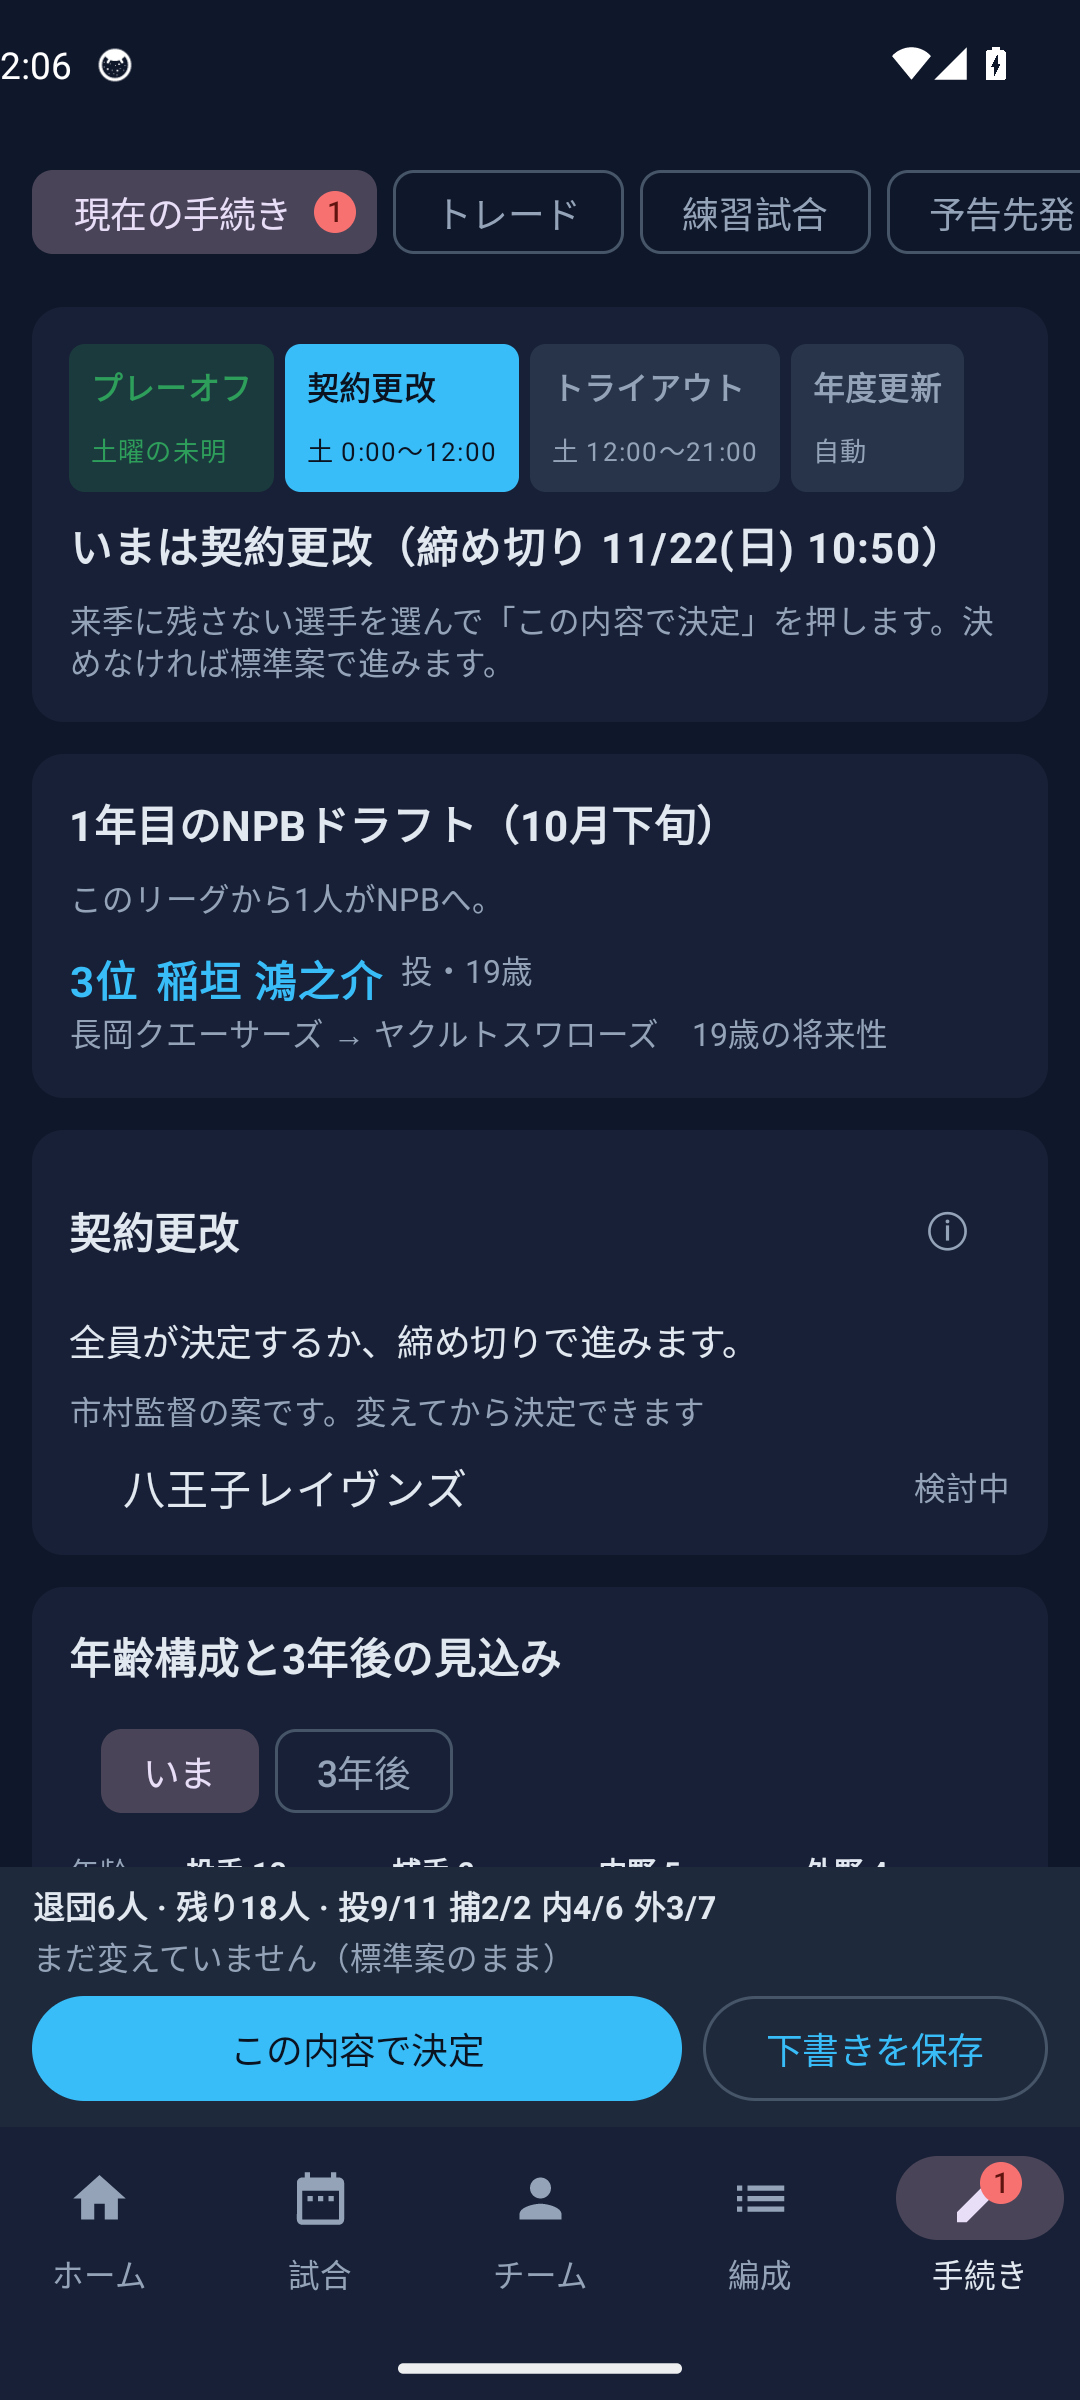 2:06
現在の手続き 1 トレード 練習試合 予告先発
プレーオフ 契約更改 トライアウト 年度更新
土曜の未明 土 0:00〜12:00 土 12:00〜21:00 自動
いまは契約更改（締め切り 11/22(日) 10:50）
来季に残さない選手を選んで「この内容で決定」を押します。決
めなければ標準案で進みます。
1年目のNPBドラフト（10月下旬）
このリーグから1人がNPBへ。
3位 稲垣 鴻之介 投・19歳
長岡クエーサーズ → ヤクルトスワローズ 19歳の将来性
契約更改
全員が決定するか、締め切りで進みます。
市村監督の案です。変えてから決定できます
八王子レイヴンズ 検討中
年齢構成と3年後の見込み
いま 3年後
退団6人 · 残り18人 · 投9/11 捕2/2 内4/6 外3/7
まだ変えていません（標準案のまま）
この内容で決定 下書きを保存
1
ホーム 試合 チーム 編成 手続き